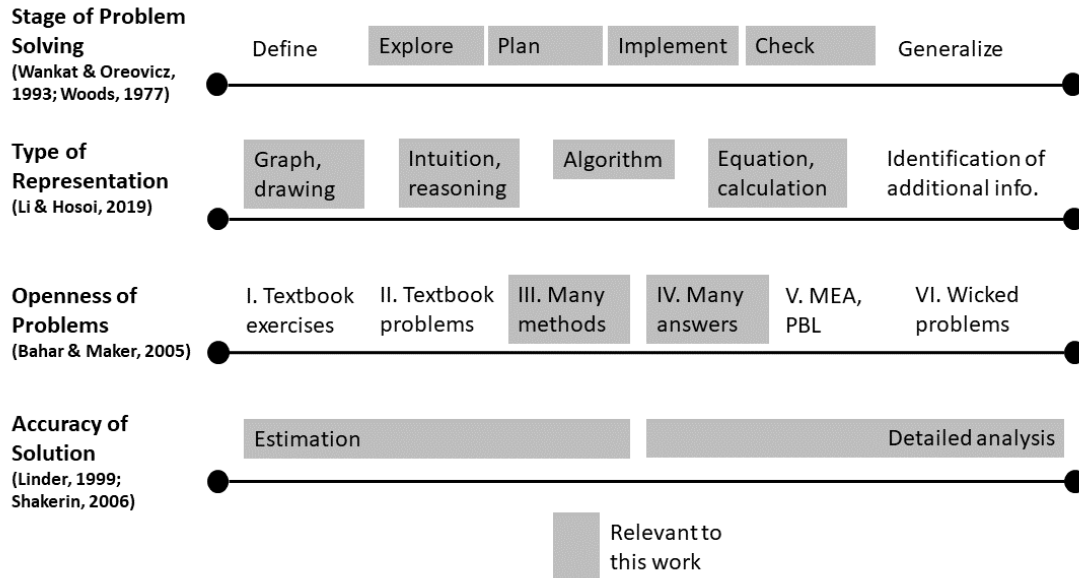 Stage of Problem
Solving
(Wankat & Oreovicz,
1993; Woods, 1977)
Define
Explore
Plan
Implement
Check
Generalize
Type of
Representation
(Li & Hosoi, 2019)
Graph,
drawing
Intuition,
reasoning
Algorithm
Equation,
calculation
Identification of
additional info.
Openness of
Problems
(Bahar & Maker, 2005)
I. Textbook
exercises
II. Textbook
problems
III. Many
methods
IV. Many
answers
V. MEA,
PBL
VI. Wicked
problems
Accuracy of
Solution
(Linder, 1999;
Shakerin, 2006)
Estimation
Detailed analysis
Relevant to
this work